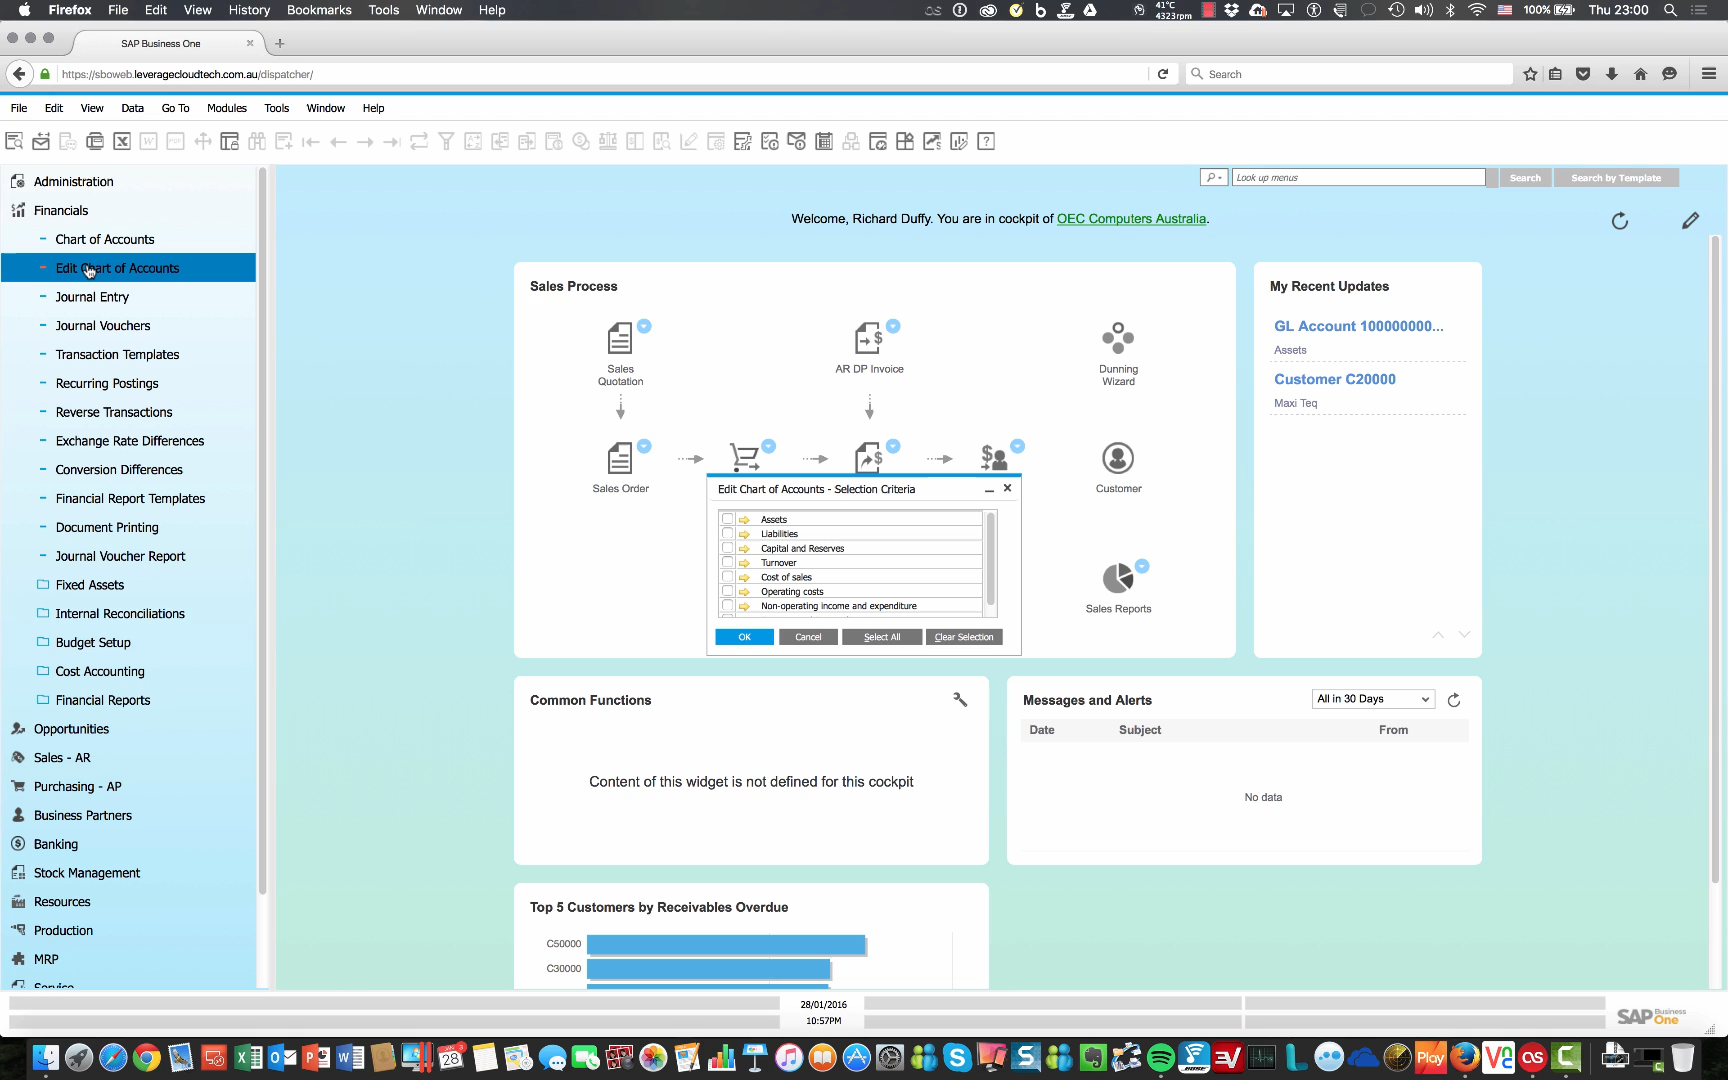 Firefox File Edit View History Bookmarks Tools Window Help
41°C
4323rpm
100%
Thu 23:00
SAP Business One
https://sboweb.leveragecloudtech.com.au/dispatcher/
Search
File Edit View Data Go To Modules Tools Window Help
Administration
Financials
Chart of Accounts
Edit Chart of Accounts
Journal Entry
Journal Vouchers
Transaction Templates
Recurring Postings
Reverse Transactions
Exchange Rate Differences
Conversion Differences
Financial Report Templates
Document Printing
Journal Voucher Report
Fixed Assets
Internal Reconciliations
Budget Setup
Cost Accounting
Financial Reports
Opportunities
Sales - AR
Purchasing - AP
Business Partners
Banking
Stock Management
Resources
Production
MRP
Service
Look up menus
Search
Search by Template
Welcome, Richard Duffy. You are in cockpit of OEC Computers Australia.
Sales Process
Sales
Quotation
AR DP Invoice
Dunning
Wizard
Sales Order
Customer
Sales Reports
Edit Chart of Accounts - Selection Criteria
Assets
Liabilities
Capital and Reserves
Turnover
Cost of sales
Operating costs
Non-operating income and expenditure
OK Cancel Select All Clear Selection
My Recent Updates
GL Account 100000000...
Assets
Customer C20000
Maxi Teq
Common Functions
Content of this widget is not defined for this cockpit
Messages and Alerts
All in 30 Days
Date Subject From
No data
Top 5 Customers by Receivables Overdue
C50000
C30000
28/01/2016
10:57PM
SAP Business One